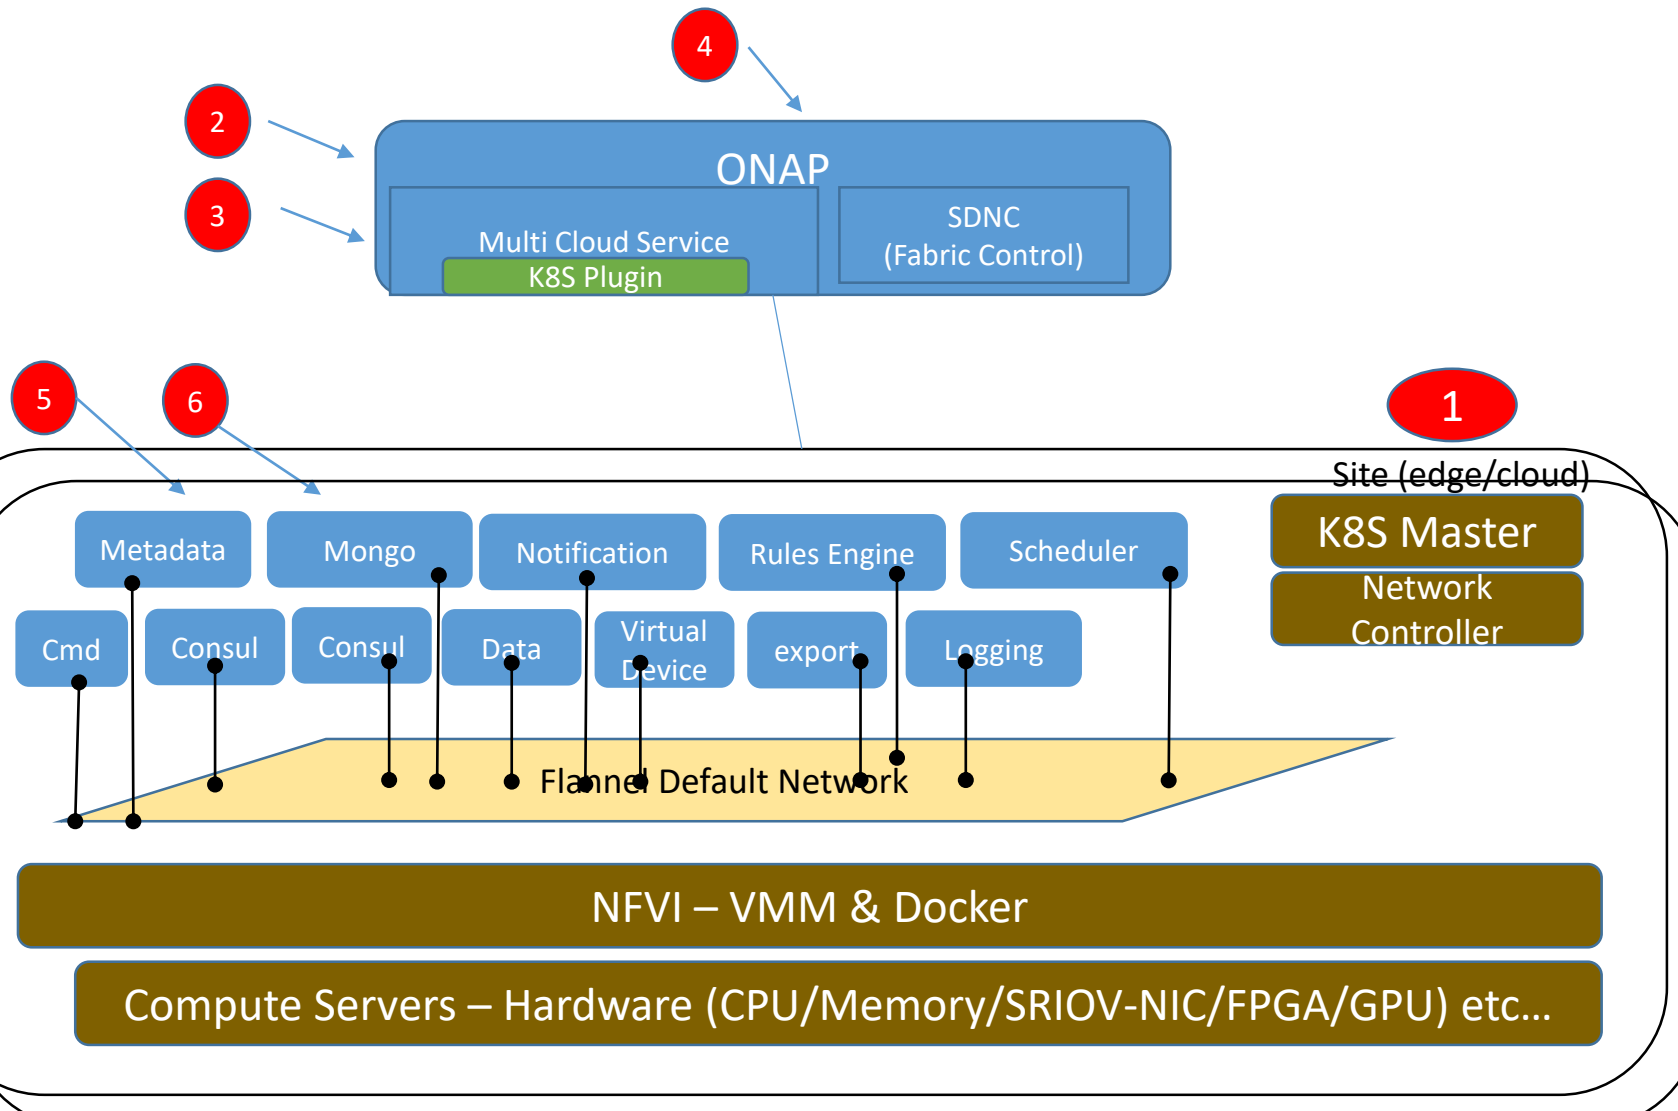 4
2
ONAP
3
SDNC
(Fabric Control)
Multi Cloud Service
K8S Plugin
5
6
1
Site (edge/cloud)
Metadata
Mongo
Notification
Rules Engine
Scheduler
K8S Master
Network
Controller
Cmd
Consul
Consul
Data
Virtual
Device
export
Logging
Flannel Default Network
NFVI – VMM & Docker
Compute Servers – Hardware (CPU/Memory/SRIOV-NIC/FPGA/GPU) etc...